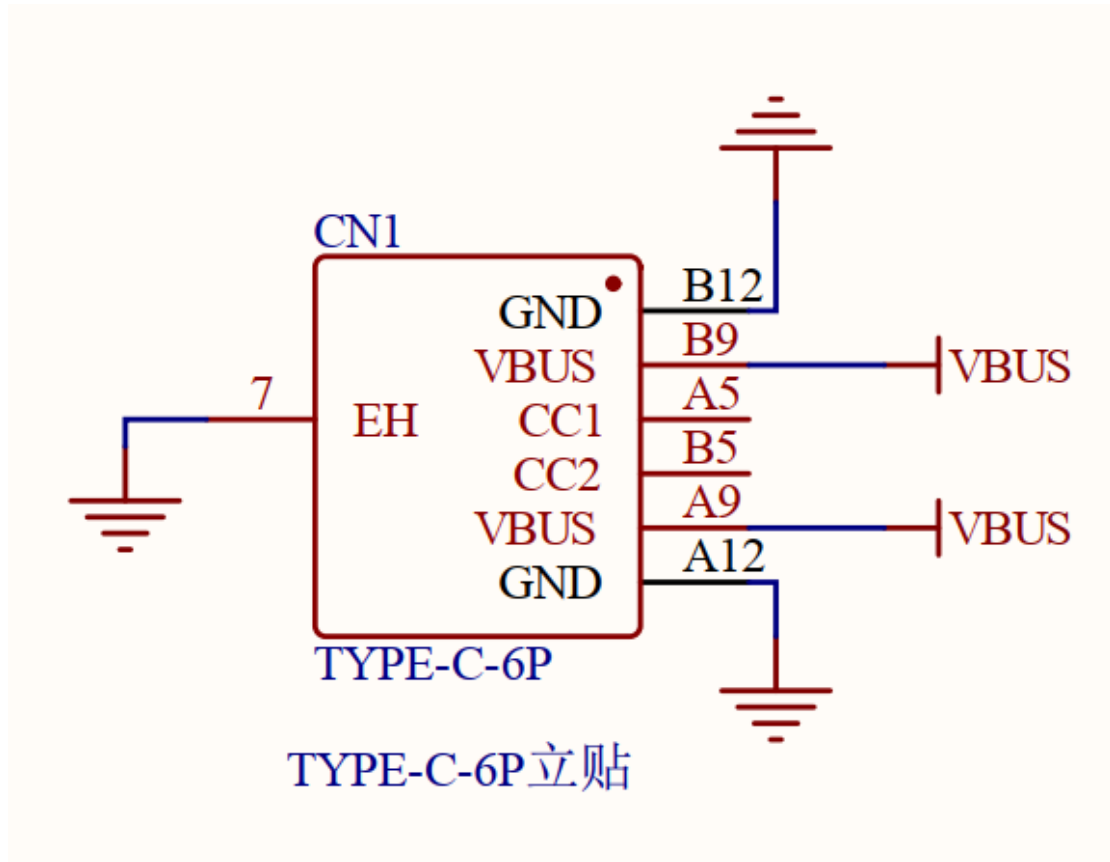 CN1
GND B12
VBUS B9 VBUS
CC1 A5
7 EH
CC2 B5
VBUS A9 VBUS
GND A12
TYPE-C-6P
TYPE-C-6P立贴